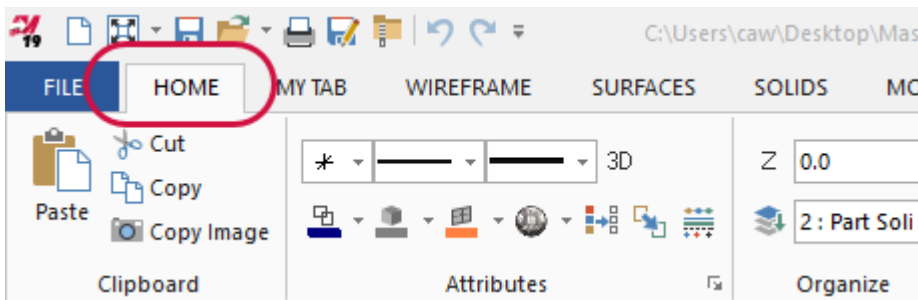 19
C:\Users\caw\Desktop\Mas
FILE HOME MY TAB WIREFRAME SURFACES SOLIDS MO
Cut
3D
Z 0.0
Copy
Paste
Copy Image
2 : Part Soli
Clipboard Attributes Organize